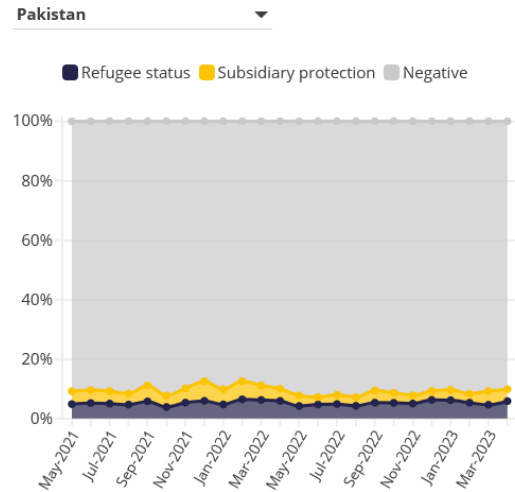 Pakistan
Refugee status Subsidiary protection Negative
100%
80%
60%
40%
20%
0%
May-2021 Jul-2021 Sep-2021 Nov-2021 Jan-2022 Mar-2022 May-2022 Jul-2022 Sep-2022 Nov-2022 Jan-2023 Mar-2023